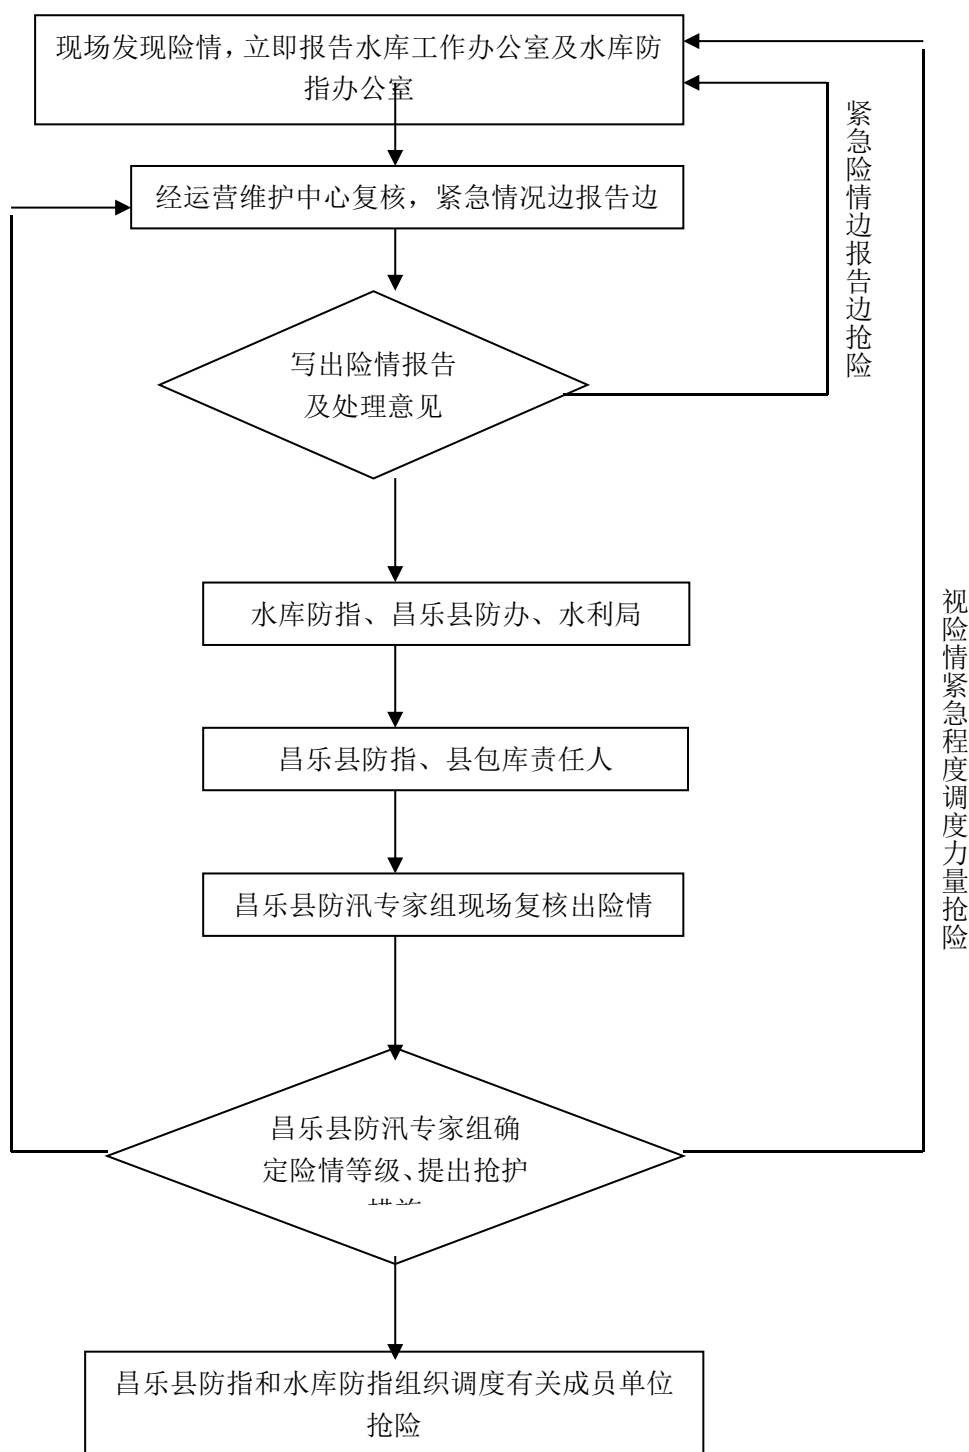 现场发现险情，立即报告水库工作办公室及水库防
指办公室
经运营维护中心复核，紧急情况边报告边
紧急险情边报告边抢险
写出险情报告
及处理意见
水库防指、昌乐县防办、水利局
昌乐县防指、县包库责任人
视险情紧急程度调度力量抢险
昌乐县防汛专家组现场复核出险情
昌乐县防汛专家组确
定险情等级、提出抢护
昌乐县防指和水库防指组织调度有关成员单位
抢险